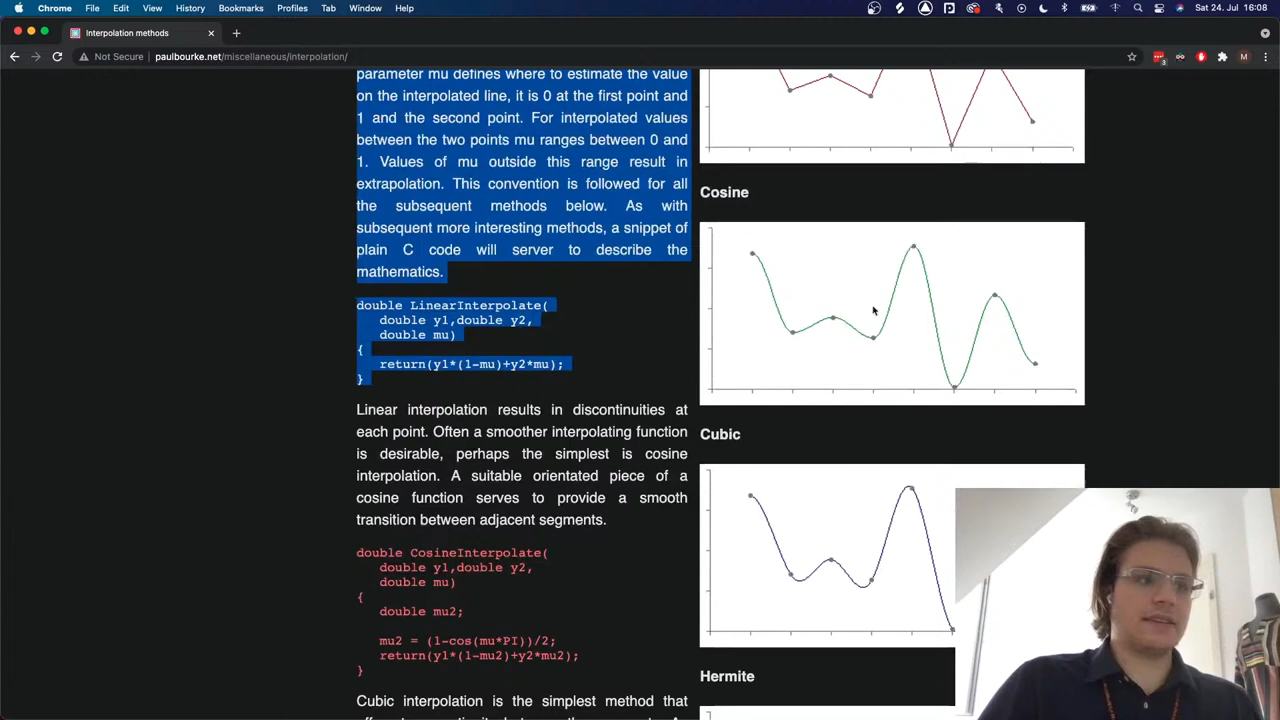 Chrome File Edit View History Bookmarks Profiles Tab Window Help
Sat 24. Jul 16:08
Interpolation methods
Not Secure paulbourke.net/miscellaneous/interpolation/
3
M
parameter mu defines where to estimate the value
on the interpolated line, it is 0 at the first point and
1 and the second point. For interpolated values
between the two points mu ranges between 0 and
1. Values of mu outside this range result in
extrapolation. This convention is followed for all
the subsequent methods below. As with
subsequent more interesting methods, a snippet of
plain C code will server to describe the
mathematics.
double LinearInterpolate(
double y1,double y2,
double mu)
{
return(y1*(1-mu)+y2*mu);
}
Linear interpolation results in discontinuities at
each point. Often a smoother interpolating function
is desirable, perhaps the simplest is cosine
interpolation. A suitable orientated piece of a
cosine function serves to provide a smooth
transition between adjacent segments.
double CosineInterpolate(
double y1,double y2,
double mu)
{
double mu2;
mu2 = (1-cos(mu*PI))/2;
return(y1*(1-mu2)+y2*mu2);
}
Cubic interpolation is the simplest method that
Cosine
Cubic
Hermite